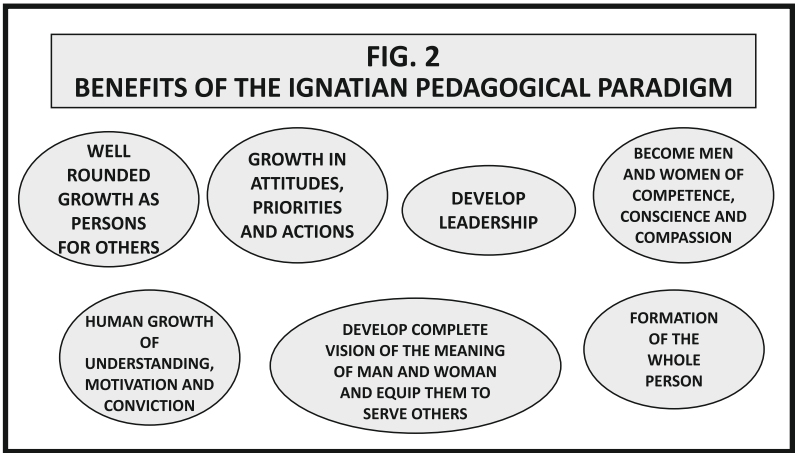 FIG. 2
BENEFITS OF THE IGNATIAN PEDAGOGICAL PARADIGM
WELL
ROUNDED
GROWTH AS
PERSONS
FOR OTHERS
GROWTH IN
ATTITUDES,
PRIORITIES
AND ACTIONS
DEVELOP
LEADERSHIP
BECOME MEN
AND WOMEN OF
COMPETENCE,
CONSCIENCE AND
COMPASSION
HUMAN GROWTH
OF
UNDERSTANDING,
MOTIVATION AND
CONVICTION
DEVELOP COMPLETE
VISION OF THE MEANING
OF MAN AND WOMAN
AND EQUIP THEM TO
SERVE OTHERS
FORMATION
OF THE
WHOLE
PERSON